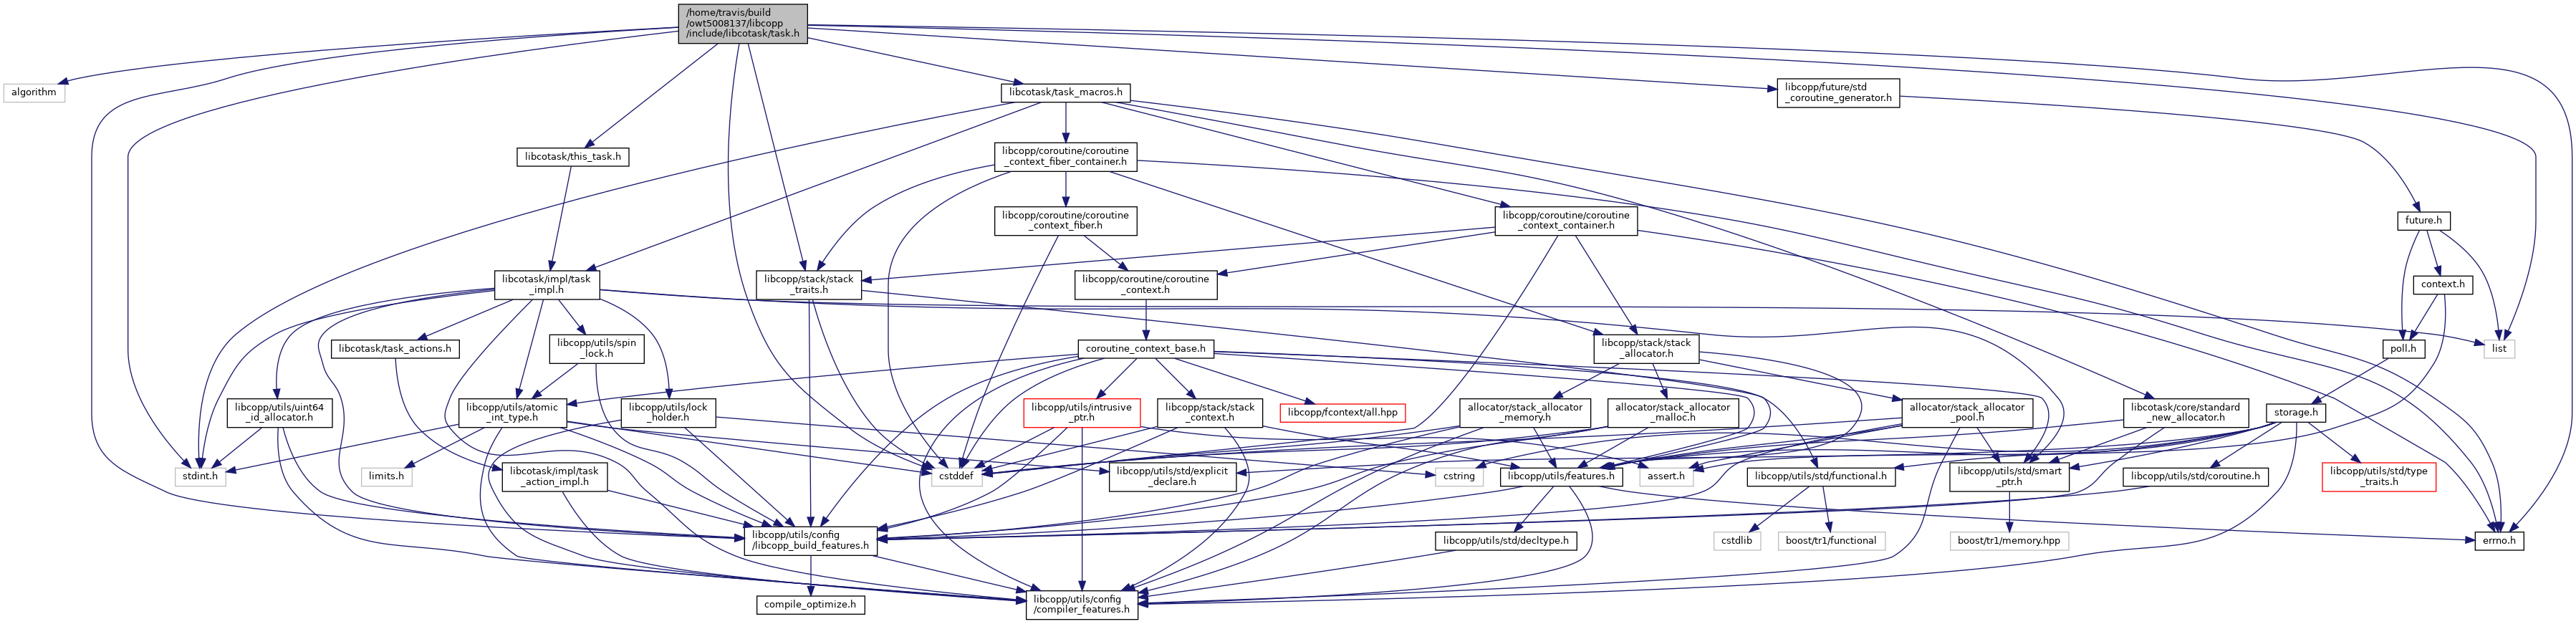 /home/travis/build
/owt5008137/libcopp
/include/libcotask/task.h
algorithm
libcotask/task_macros.h
libcopp/future/std
_coroutine_generator.h
libcotask/this_task.h
libcopp/coroutine/coroutine
_context_fiber_container.h
libcopp/coroutine/coroutine
_context_fiber.h
libcopp/coroutine/coroutine
_context_container.h
future.h
libcotask/impl/task
_impl.h
libcopp/stack/stack
_traits.h
libcopp/coroutine/coroutine
_context.h
context.h
libcotask/task_actions.h
libcopp/utils/spin
_lock.h
coroutine_context_base.h
libcopp/stack/stack
_allocator.h
poll.h
list
libcopp/utils/uint64
_id_allocator.h
libcopp/utils/atomic
_int_type.h
libcopp/utils/lock
_holder.h
libcopp/utils/intrusive
_ptr.h
libcopp/stack/stack
_context.h
libcopp/fcontext/all.hpp
allocator/stack_allocator
_memory.h
allocator/stack_allocator
_malloc.h
allocator/stack_allocator
_pool.h
libcotask/core/standard
_new_allocator.h
storage.h
stdint.h
limits.h
libcotask/impl/task
_action_impl.h
cstddef
libcopp/utils/std/explicit
_declare.h
cstring
libcopp/utils/features.h
assert.h
libcopp/utils/std/functional.h
libcopp/utils/std/smart
_ptr.h
libcopp/utils/std/coroutine.h
libcopp/utils/std/type
_traits.h
libcopp/utils/config
/libcopp_build_features.h
libcopp/utils/std/decltype.h
cstdlib
boost/tr1/functional
boost/tr1/memory.hpp
errno.h
compile_optimize.h
libcopp/utils/config
/compiler_features.h